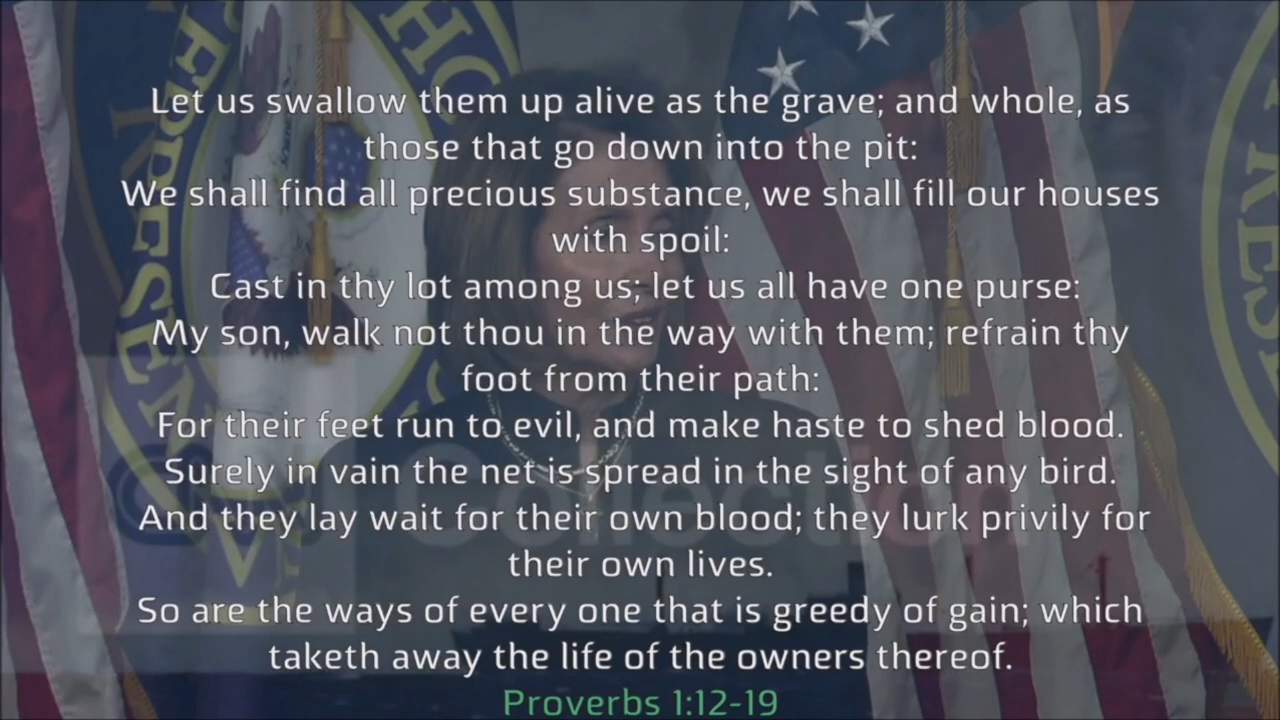 Let us swallow them up alive as the grave; and whole, as
those that go down into the pit:
We shall find all precious substance, we shall fill our houses
with spoil:
Cast in thy lot among us; let us all have one purse:
My son, walk not thou in the way with them; refrain thy
foot from their path:
For their feet run to evil, and make haste to shed blood.
Surely in vain the net is spread in the sight of any bird.
And they lay wait for their own blood; they lurk privily for
their own lives.
So are the ways of every one that is greedy of gain; which
taketh away the life of the owners thereof.
Proverbs 1:12-19